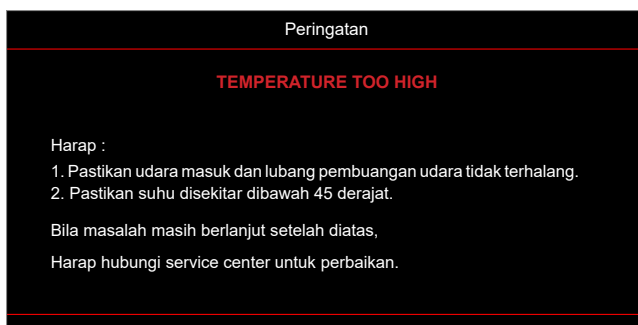 Peringatan
TEMPERATURE TOO HIGH
Harap :
1. Pastikan udara masuk dan lubang pembuangan udara tidak terhalang.
2. Pastikan suhu disekitar dibawah 45 derajat.
Bila masalah masih berlanjut setelah diatas,
Harap hubungi service center untuk perbaikan.